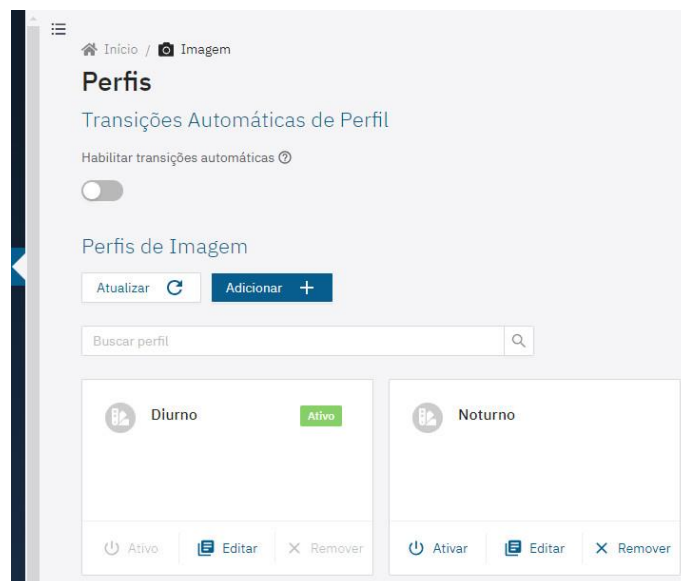 Início / Imagem
Perfis
Transições Automáticas de Perfil
Habilitar transições automáticas
Perfis de Imagem
Atualizar Adicionar
Buscar perfil
Diurno Ativo Noturno
Ativo Editar Remover Ativar Editar Remover